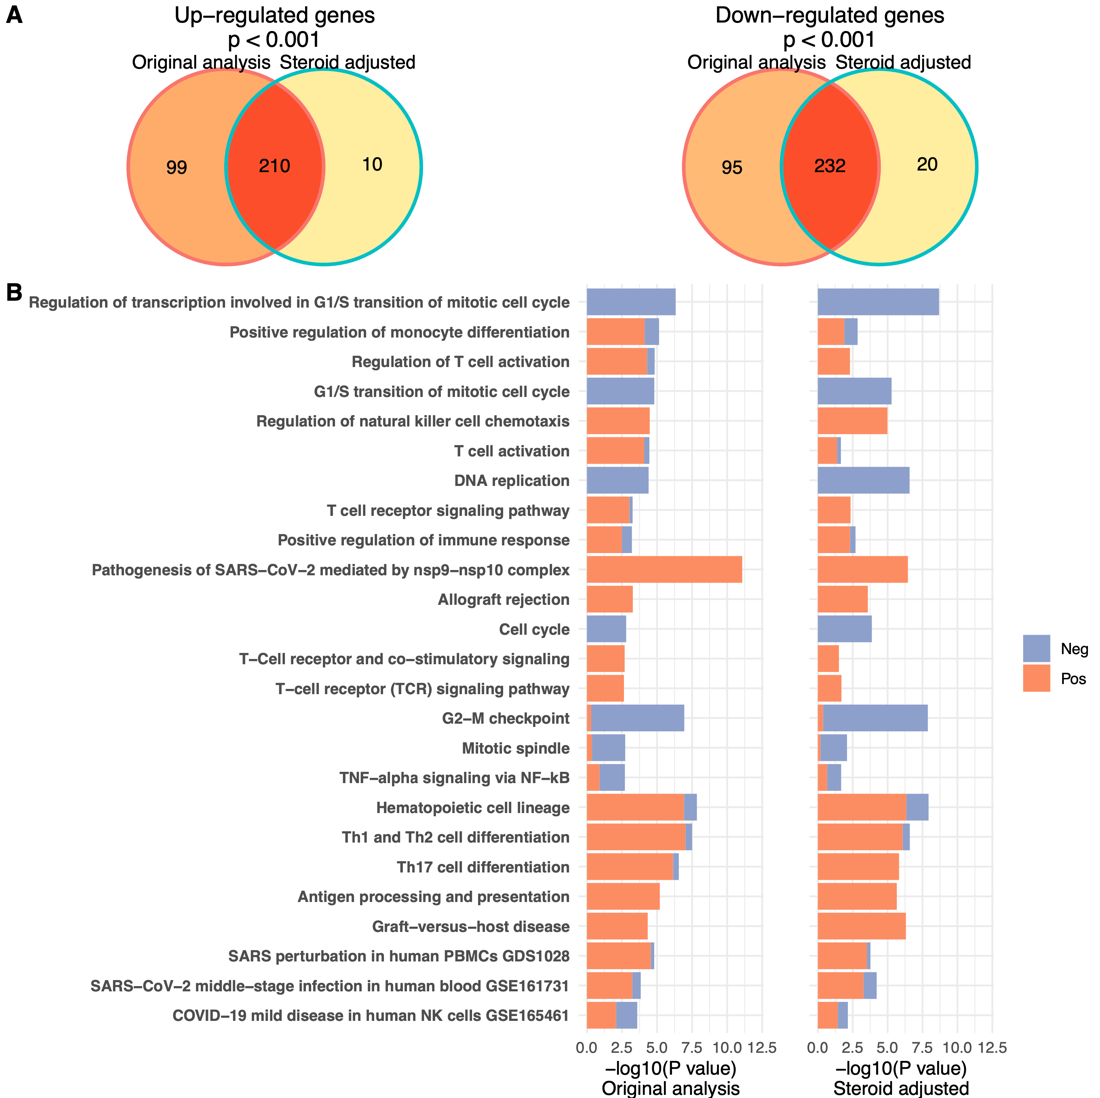 A
Up−regulated genes
p < 0.001
Original analysis Steroid adjusted
99 210 10
Down−regulated genes
p < 0.001
Original analysis Steroid adjusted
95 232 20
B
Regulation of transcription involved in G1/S transition of mitotic cell cycle
Positive regulation of monocyte differentiation
Regulation of T cell activation
G1/S transition of mitotic cell cycle
Regulation of natural killer cell chemotaxis
T cell activation
DNA replication
T cell receptor signaling pathway
Positive regulation of immune response
Pathogenesis of SARS−CoV−2 mediated by nsp9−nsp10 complex
Allograft rejection
Cell cycle
T−Cell receptor and co−stimulatory signaling
T−cell receptor (TCR) signaling pathway
G2−M checkpoint
Mitotic spindle
TNF−alpha signaling via NF−kB
Hematopoietic cell lineage
Th1 and Th2 cell differentiation
Th17 cell differentiation
Antigen processing and presentation
Graft−versus−host disease
SARS perturbation in human PBMCs GDS1028
SARS−CoV−2 middle−stage infection in human blood GSE161731
COVID−19 mild disease in human NK cells GSE165461
0.0 2.5 5.0 7.5 10.0 12.5
−log10(P value)
Original analysis
0.0 2.5 5.0 7.5 10.0 12.5
−log10(P value)
Steroid adjusted
Neg
Pos